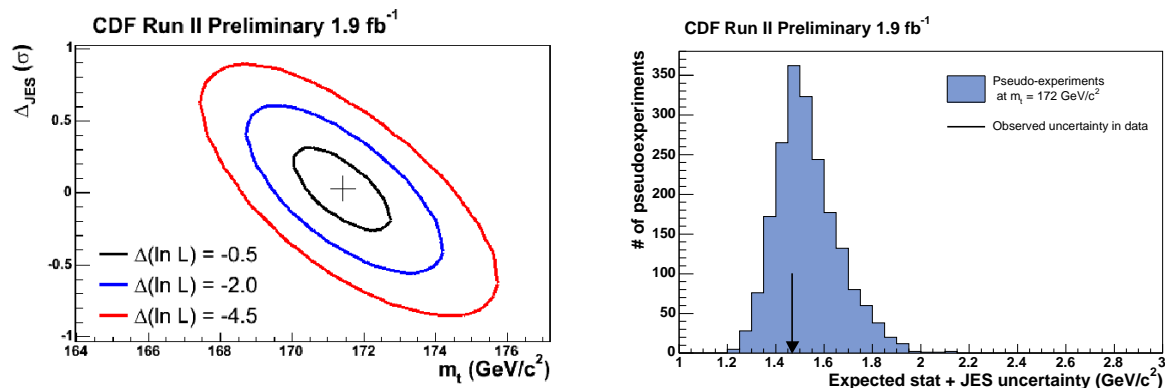 CDF Run II Preliminary 1.9 fb⁻¹
Δ_JES (σ)
1
0.5
0
-0.5
-1
Δ(ln L) = -0.5
Δ(ln L) = -2.0
Δ(ln L) = -4.5
164 166 168 170 172 174 176
m_t (GeV/c²)
CDF Run II Preliminary 1.9 fb⁻¹
# of pseudoexperiments
350
300
250
200
150
100
50
0
Pseudo-experiments
at m_t = 172 GeV/c²
Observed uncertainty in data
1 1.2 1.4 1.6 1.8 2 2.2 2.4 2.6 2.8 3
Expected stat + JES uncertainty (GeV/c²)